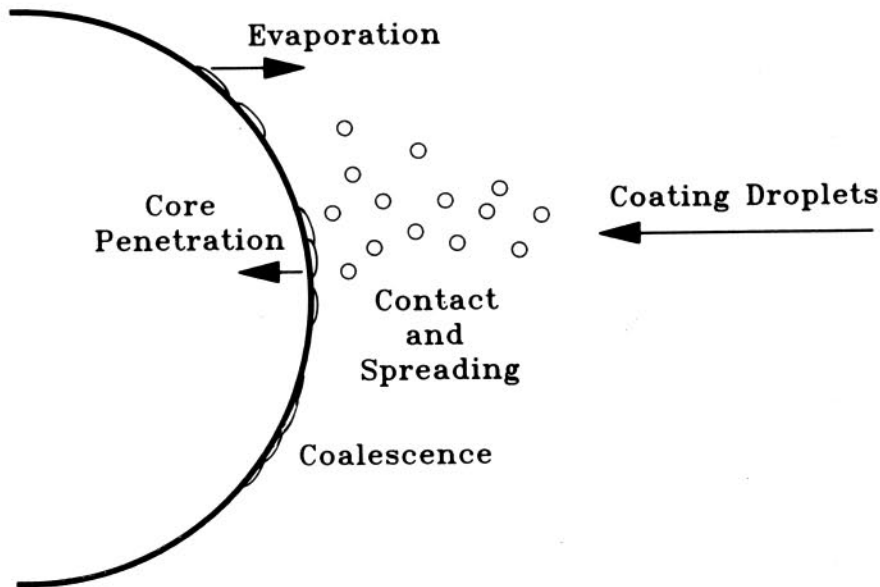 Evaporation
Coating Droplets
Core
Penetration
Contact
and
Spreading
Coalescence